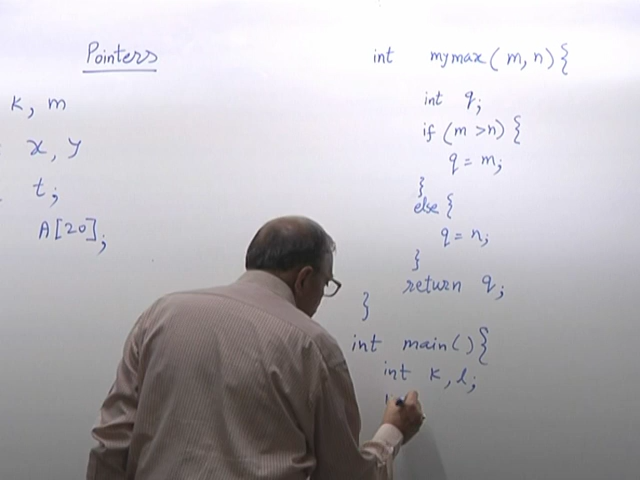 Pointers
K, m
x, y
t;
A[20],
int mymax(m, n){
int q;
if (m >n) {
q = m;
}
else {
q = n;
}
return q;
}
int main(){
int K, l;